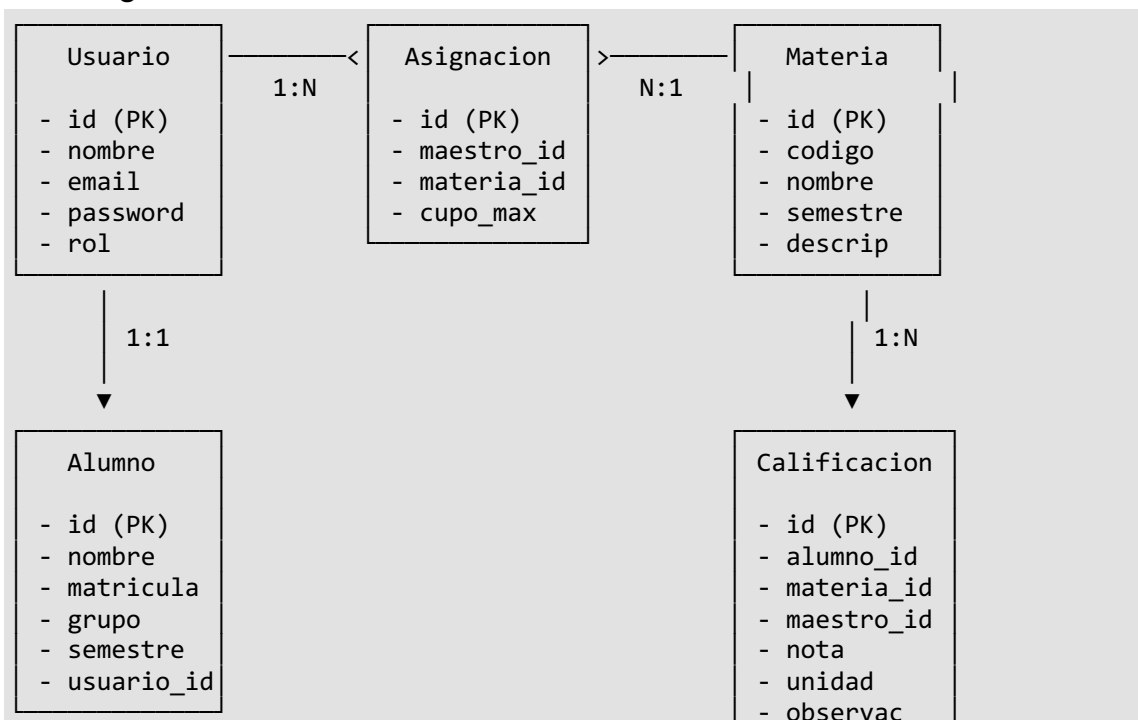 Usuario
1:N
Asignacion
N:1
Materia
- id (PK)
- nombre
- email
- password
- rol
- id (PK)
- maestro_id
- materia_id
- cupo_max
- id (PK)
- codigo
- nombre
- semestre
- descrip
1:1
1:N
Alumno
- id (PK)
- nombre
- matricula
- grupo
- semestre
- usuario_id
Calificacion
- id (PK)
- alumno_id
- materia_id
- maestro_id
- nota
- unidad
- observac